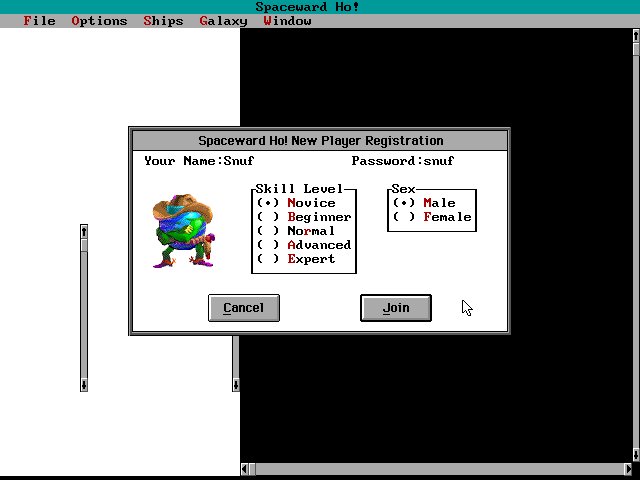 Spaceward Ho!
File Options Ships Galaxy Window
Spaceward Ho! New Player Registration
Your Name:Snuf Password:snuf
Skill Level
(•) Novice
( ) Beginner
( ) Normal
( ) Advanced
( ) Expert
Sex
(•) Male
( ) Female
Cancel Join